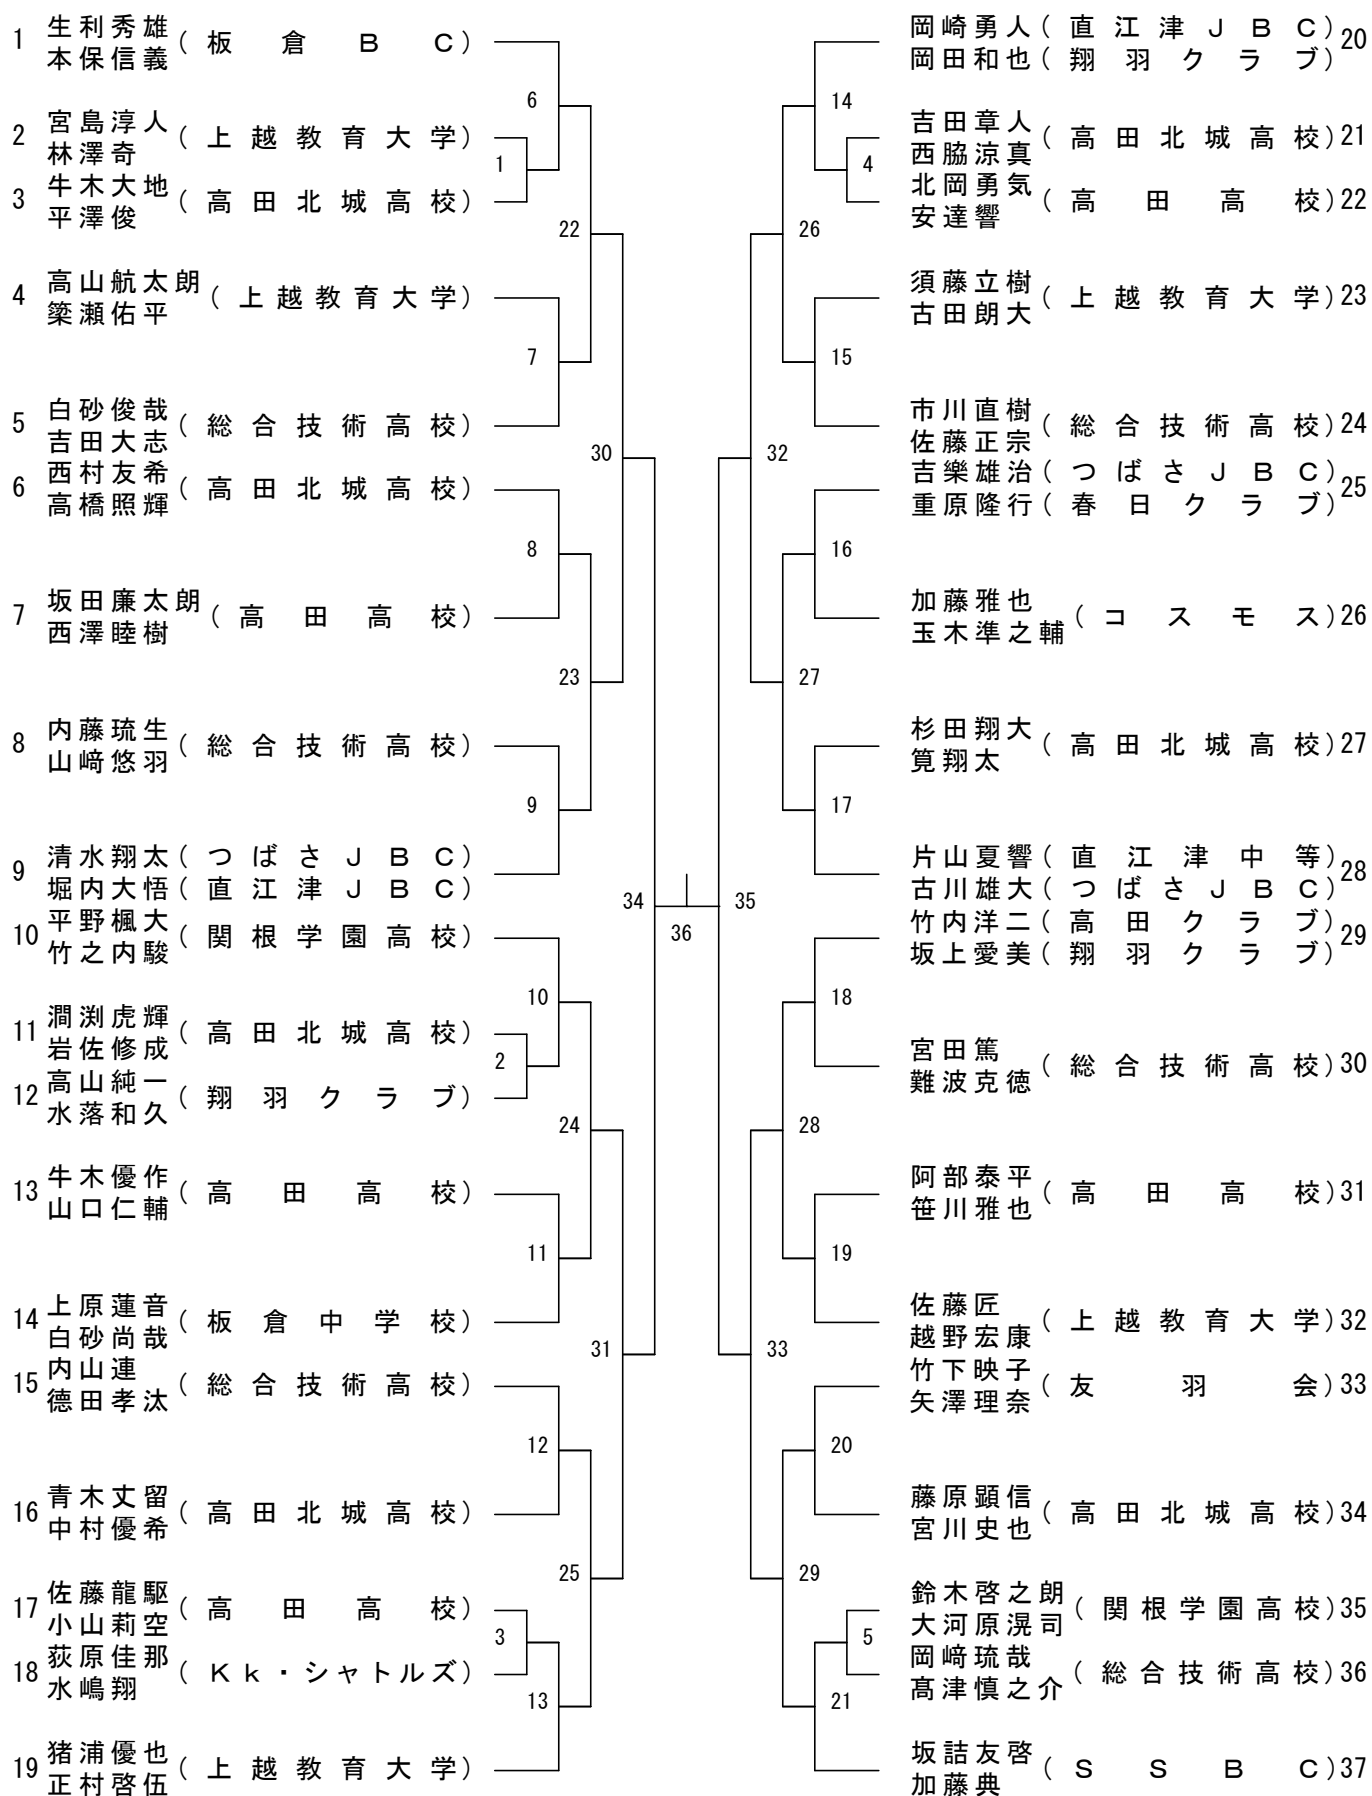 1 生利秀雄 (板倉BC)
本保信義
6
2 宮島淳人 (上越教育大学)
林澤奇
1
3 牛木大地 (高田北城高校)
平澤俊
22
4 高山航太朗 (上越教育大学)
簗瀬佑平
7
5 白砂俊哉 (総合技術高校)
吉田大志
30
6 西村友希 (高田北城高校)
高橋照輝
8
7 坂田廉太朗 (高田高校)
西澤睦樹
23
8 内藤琉生 (総合技術高校)
山﨑悠羽
9
9 清水翔太 (つばさJBC)
堀内大悟 (直江津JBC)
34
10 平野楓大 (関根学園高校)
竹之内駿
10
11 澗渕虎輝 (高田北城高校)
岩佐修成
2
12 高山純一 (翔羽クラブ)
水落和久
24
13 牛木優作 (高田高校)
山口仁輔
11
14 上原蓮音 (板倉中学校)
白砂尚哉
31
15 内山連 (総合技術高校)
德田孝汰
12
16 青木丈留 (高田北城高校)
中村優希
25
17 佐藤龍駆 (高田高校)
小山莉空
3
18 荻原佳那 (Kk・シャトルズ)
水嶋翔
13
19 猪浦優也 (上越教育大学)
正村啓伍
36
岡崎勇人 (直江津JBC) 20
岡田和也 (翔羽クラブ)
14
吉田章人 (高田北城高校) 21
西脇涼真
4
北岡勇気 (高田高校) 22
安達響
26
須藤立樹 (上越教育大学) 23
古田朗大
15
市川直樹 (総合技術高校) 24
佐藤正宗
32
吉樂雄治 (つばさJBC) 25
重原隆行 (春日クラブ)
16
加藤雅也 (コスモス) 26
玉木準之輔
27
杉田翔大 (高田北城高校) 27
筧翔太
17
片山夏響 (直江津中等) 28
古川雄大 (つばさJBC)
35
竹内洋二 (高田クラブ) 29
坂上愛美 (翔羽クラブ)
18
宮田篤 (総合技術高校) 30
難波克徳
28
阿部泰平 (高田高校) 31
笹川雅也
19
佐藤匠 (上越教育大学) 32
越野宏康
33
竹下映子 (友羽会) 33
矢澤理奈
20
藤原顕信 (高田北城高校) 34
宮川史也
29
鈴木啓之朗 (関根学園高校) 35
大河原滉司
5
岡﨑琉哉 (総合技術高校) 36
髙津慎之介
21
坂詰友啓 (SSBC) 37
加藤典